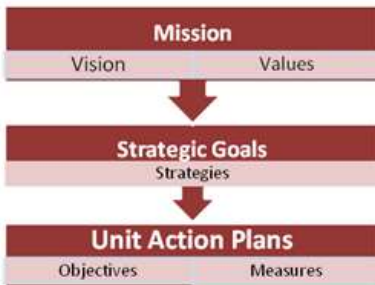 Mission
Vision Values
Strategic Goals
Strategies
Unit Action Plans
Objectives Measures